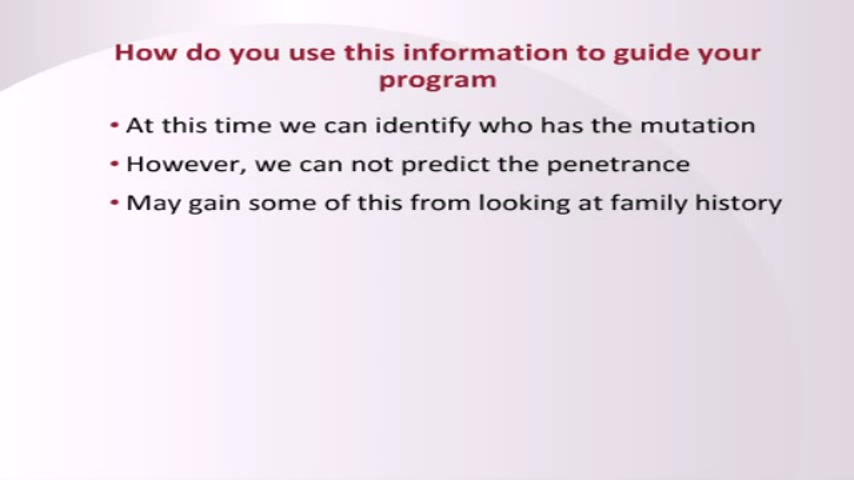 How do you use this information to guide your
program
• At this time we can identify who has the mutation
• However, we can not predict the penetrance
• May gain some of this from looking at family history